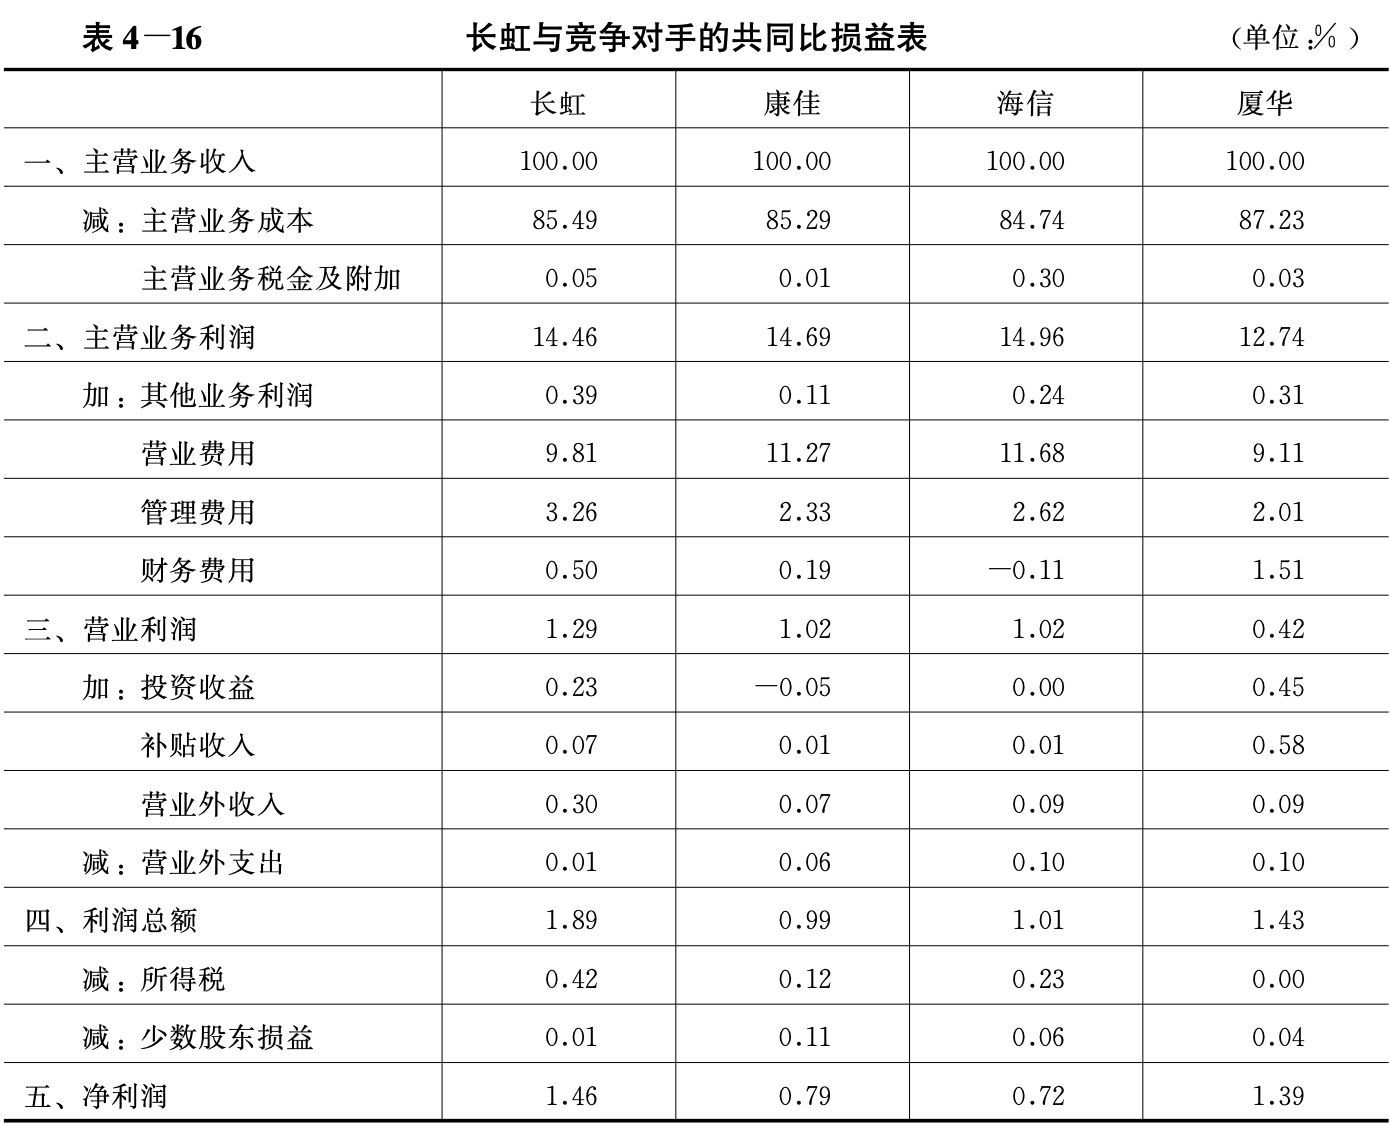 表 4—16 长虹与竞争对手的共同比损益表 （单位:%）
长虹 康佳 海信 厦华
一、主营业务收入 100.00 100.00 100.00 100.00
减：主营业务成本 85.49 85.29 84.74 87.23
主营业务税金及附加 0.05 0.01 0.30 0.03
二、主营业务利润 14.46 14.69 14.96 12.74
加：其他业务利润 0.39 0.11 0.24 0.31
营业费用 9.81 11.27 11.68 9.11
管理费用 3.26 2.33 2.62 2.01
财务费用 0.50 0.19 —0.11 1.51
三、营业利润 1.29 1.02 1.02 0.42
加：投资收益 0.23 —0.05 0.00 0.45
补贴收入 0.07 0.01 0.01 0.58
营业外收入 0.30 0.07 0.09 0.09
减：营业外支出 0.01 0.06 0.10 0.10
四、利润总额 1.89 0.99 1.01 1.43
减：所得税 0.42 0.12 0.23 0.00
减：少数股东损益 0.01 0.11 0.06 0.04
五、净利润 1.46 0.79 0.72 1.39